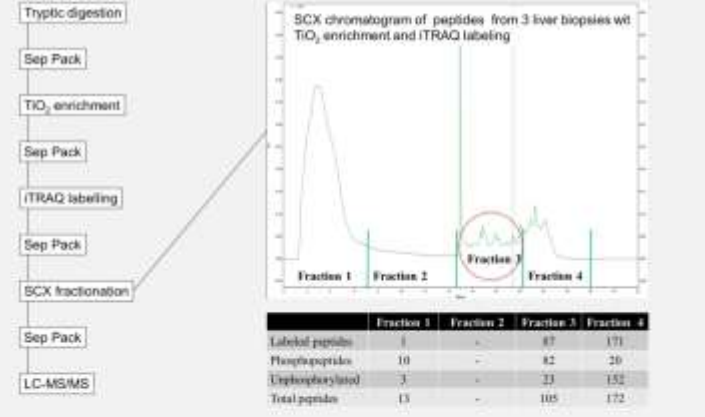 Tryptic digestion
Sep Pack
TiO2 enrichment
Sep Pack
iTRAQ labelling
Sep Pack
SCX fractionation
Sep Pack
LC-MS/MS
SCX chromatogram of peptides from 3 liver biopsies wit
TiO2 enrichment and iTRAQ labeling
Fraction 1
Fraction 2
Fraction 3
Fraction 4
Fraction 1 Fraction 2 Fraction 3 Fraction 4
Labeled peptides 1 - 87 171
Phosphopeptides 10 - 82 20
Unphosphorylated 3 - 23 152
Total peptides 13 - 105 172